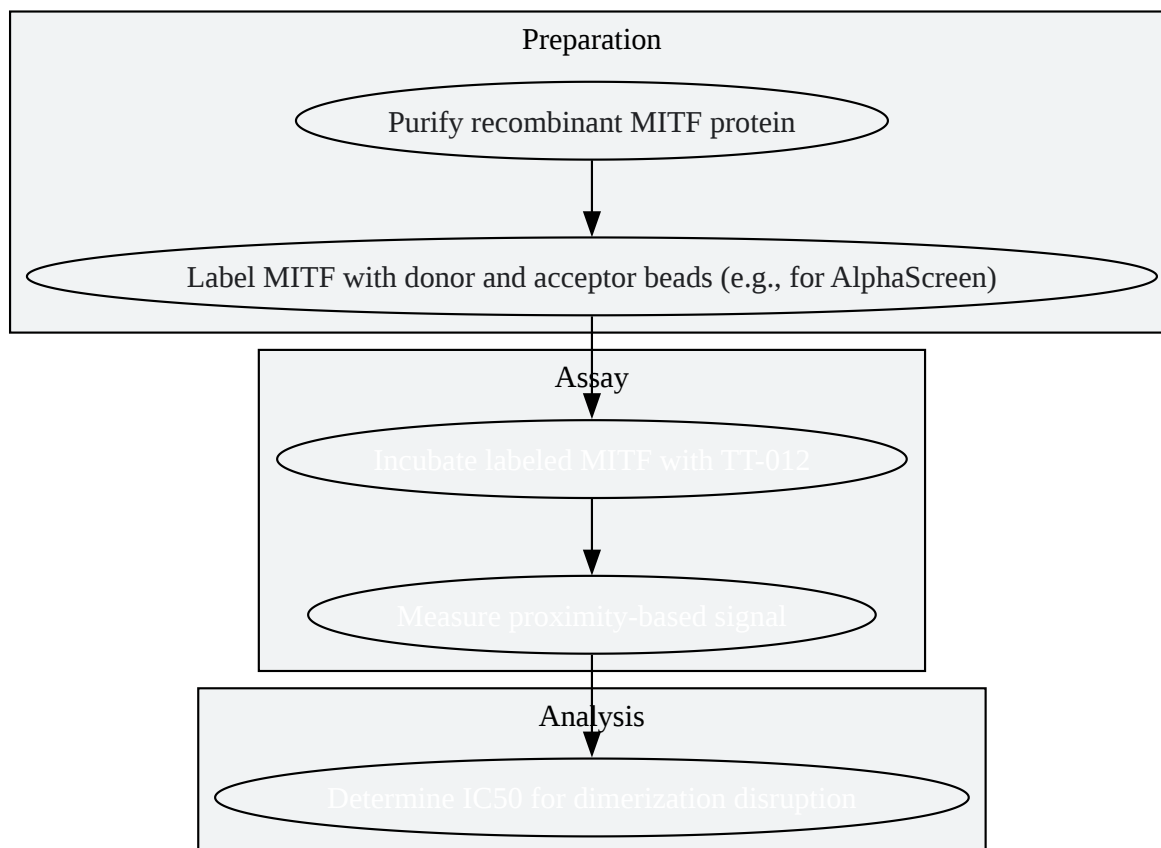 Preparation
Purify recombinant MITF protein
Label MITF with donor and acceptor beads (e.g., for AlphaScreen)
Assay
Incubate labeled MITF with TT-012
Measure proximity-based signal
Analysis
Determine IC50 for dimerization disruption